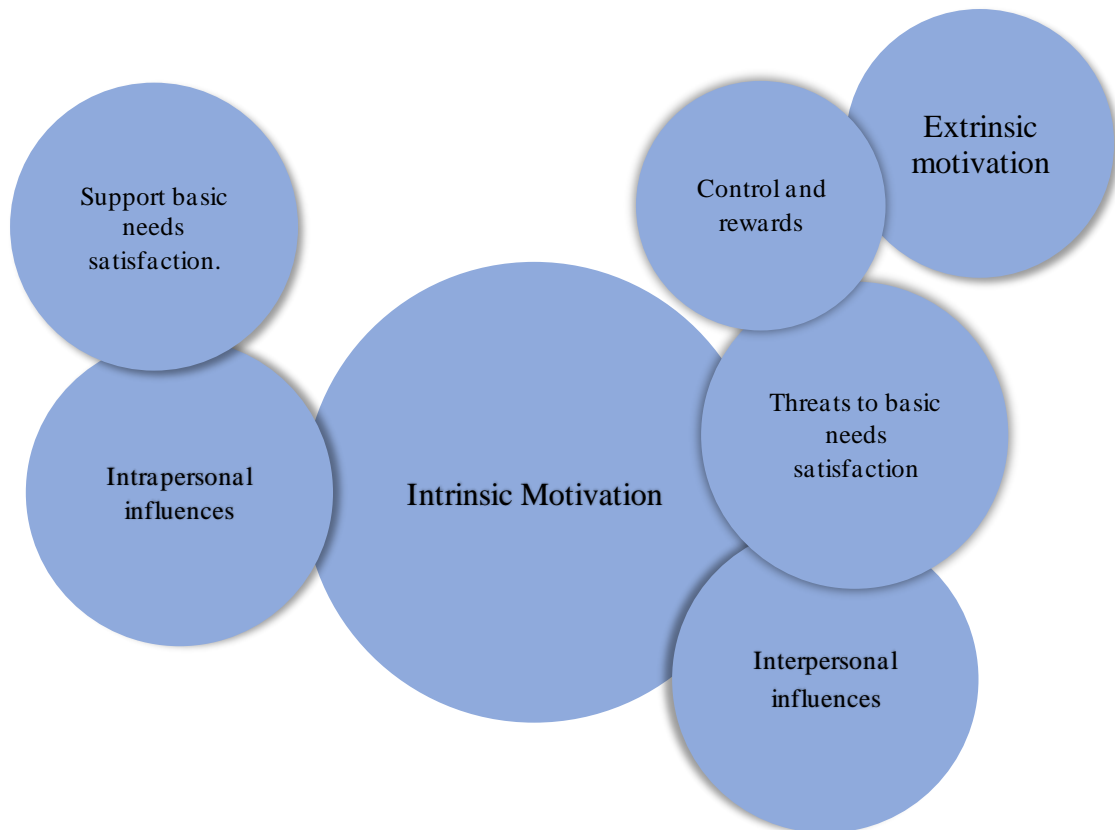 Support basic
needs
satisfaction.
Intrapersonal
influences
Intrinsic Motivation
Control and
rewards
Extrinsic
motivation
Threats to basic
needs
satisfaction
Interpersonal
influences